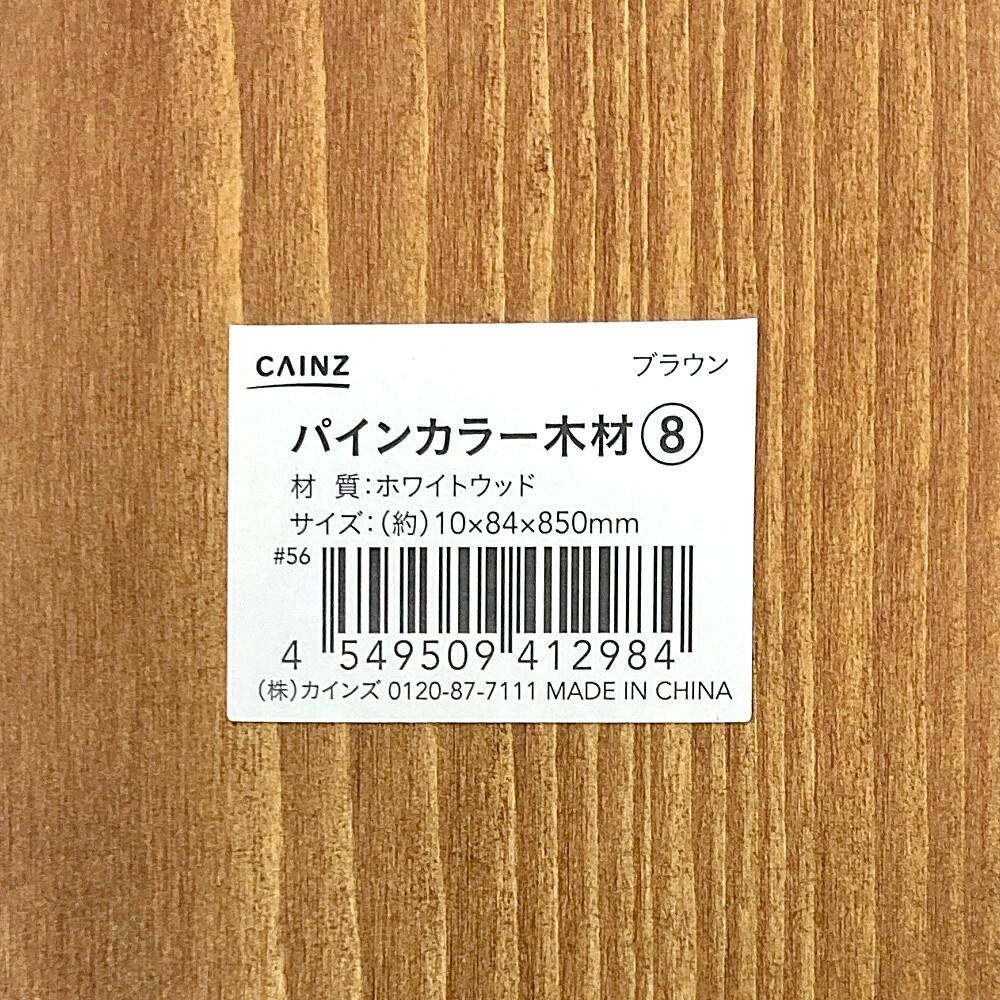 CAINZ ブラウン
パインカラー木材⑧
材 質：ホワイトウッド
サイズ：（約）10×84×850mm
#56
4 549509 412984
（株）カインズ 0120-87-7111 MADE IN CHINA